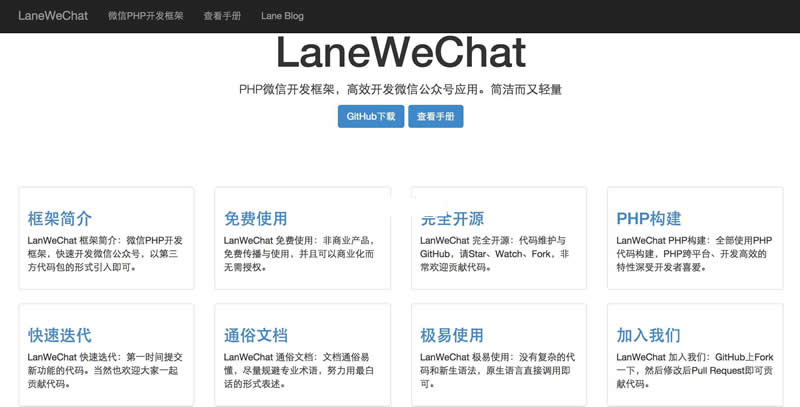 LaneWeChat 微信PHP开发框架 查看手册 Lane Blog
LaneWeChat
PHP微信开发框架，高效开发微信公众号应用。简洁而又轻量
GitHub下载 查看手册
框架简介
LanWeChat 框架简介：微信PHP开发
框架，快速开发微信公众号，以第三
方代码包的形式引入即可。
免费使用
LanWeChat 免费使用：非商业产品，
免费传播与使用，并且可以商业化而
无需授权。
完全开源
LanWeChat 完全开源：代码维护与
GitHub，请Star、Watch、Fork，非
常欢迎贡献代码。
PHP构建
LanWeChat PHP构建：全部使用PHP
代码构建，PHP跨平台、开发高效的
特性深受开发者喜爱。
快速迭代
LanWeChat 快速迭代：第一时间提交
新功能的代码。当然也欢迎大家一起
贡献代码。
通俗文档
LanWeChat 通俗文档：文档通俗易
懂，尽量规避专业术语，努力用最白
话的形式表述。
极易使用
LanWeChat 极易使用：没有复杂的代
码和新生语法，原生语言直接调用即
可。
加入我们
LanWeChat 加入我们：GitHub上Fork
一下，然后修改后Pull Request即可贡
献代码。